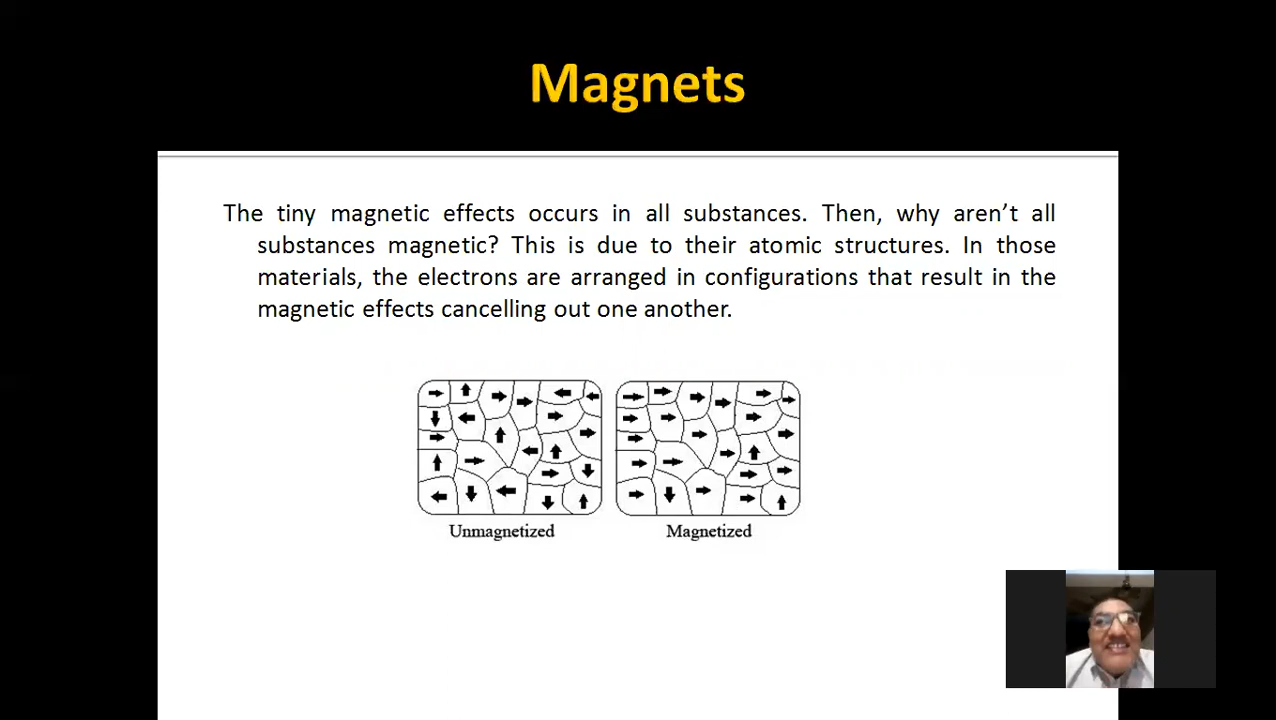 Magnets
The tiny magnetic effects occurs in all substances. Then, why aren’t all
substances magnetic? This is due to their atomic structures. In those
materials, the electrons are arranged in configurations that result in the
magnetic effects cancelling out one another.
Unmagnetized
Magnetized